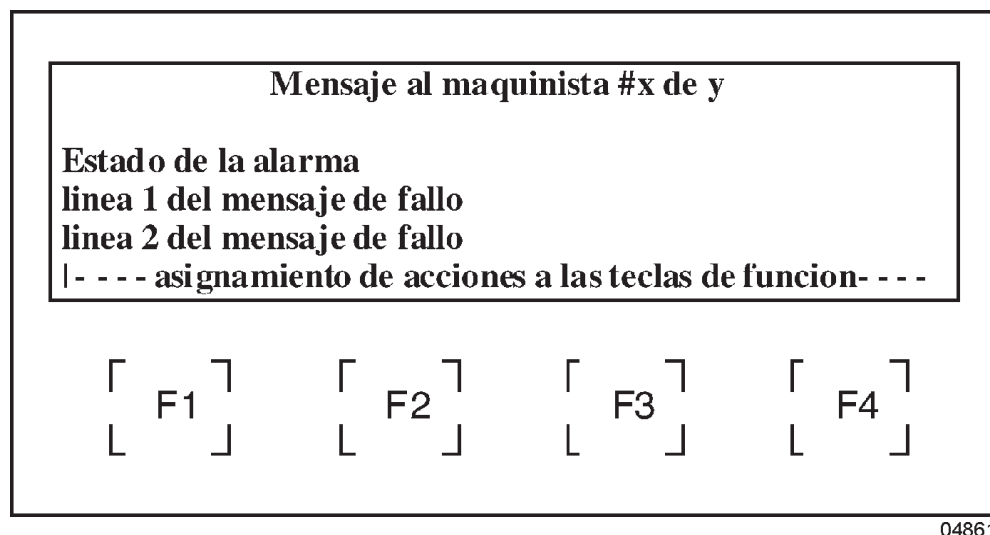 Mensaje al maquinista #x de y
Estado de la alarma
linea 1 del mensaje de fallo
linea 2 del mensaje de fallo
|- - - - asignamiento de acciones a las teclas de funcion- - - -
F1 F2 F3 F4
04861